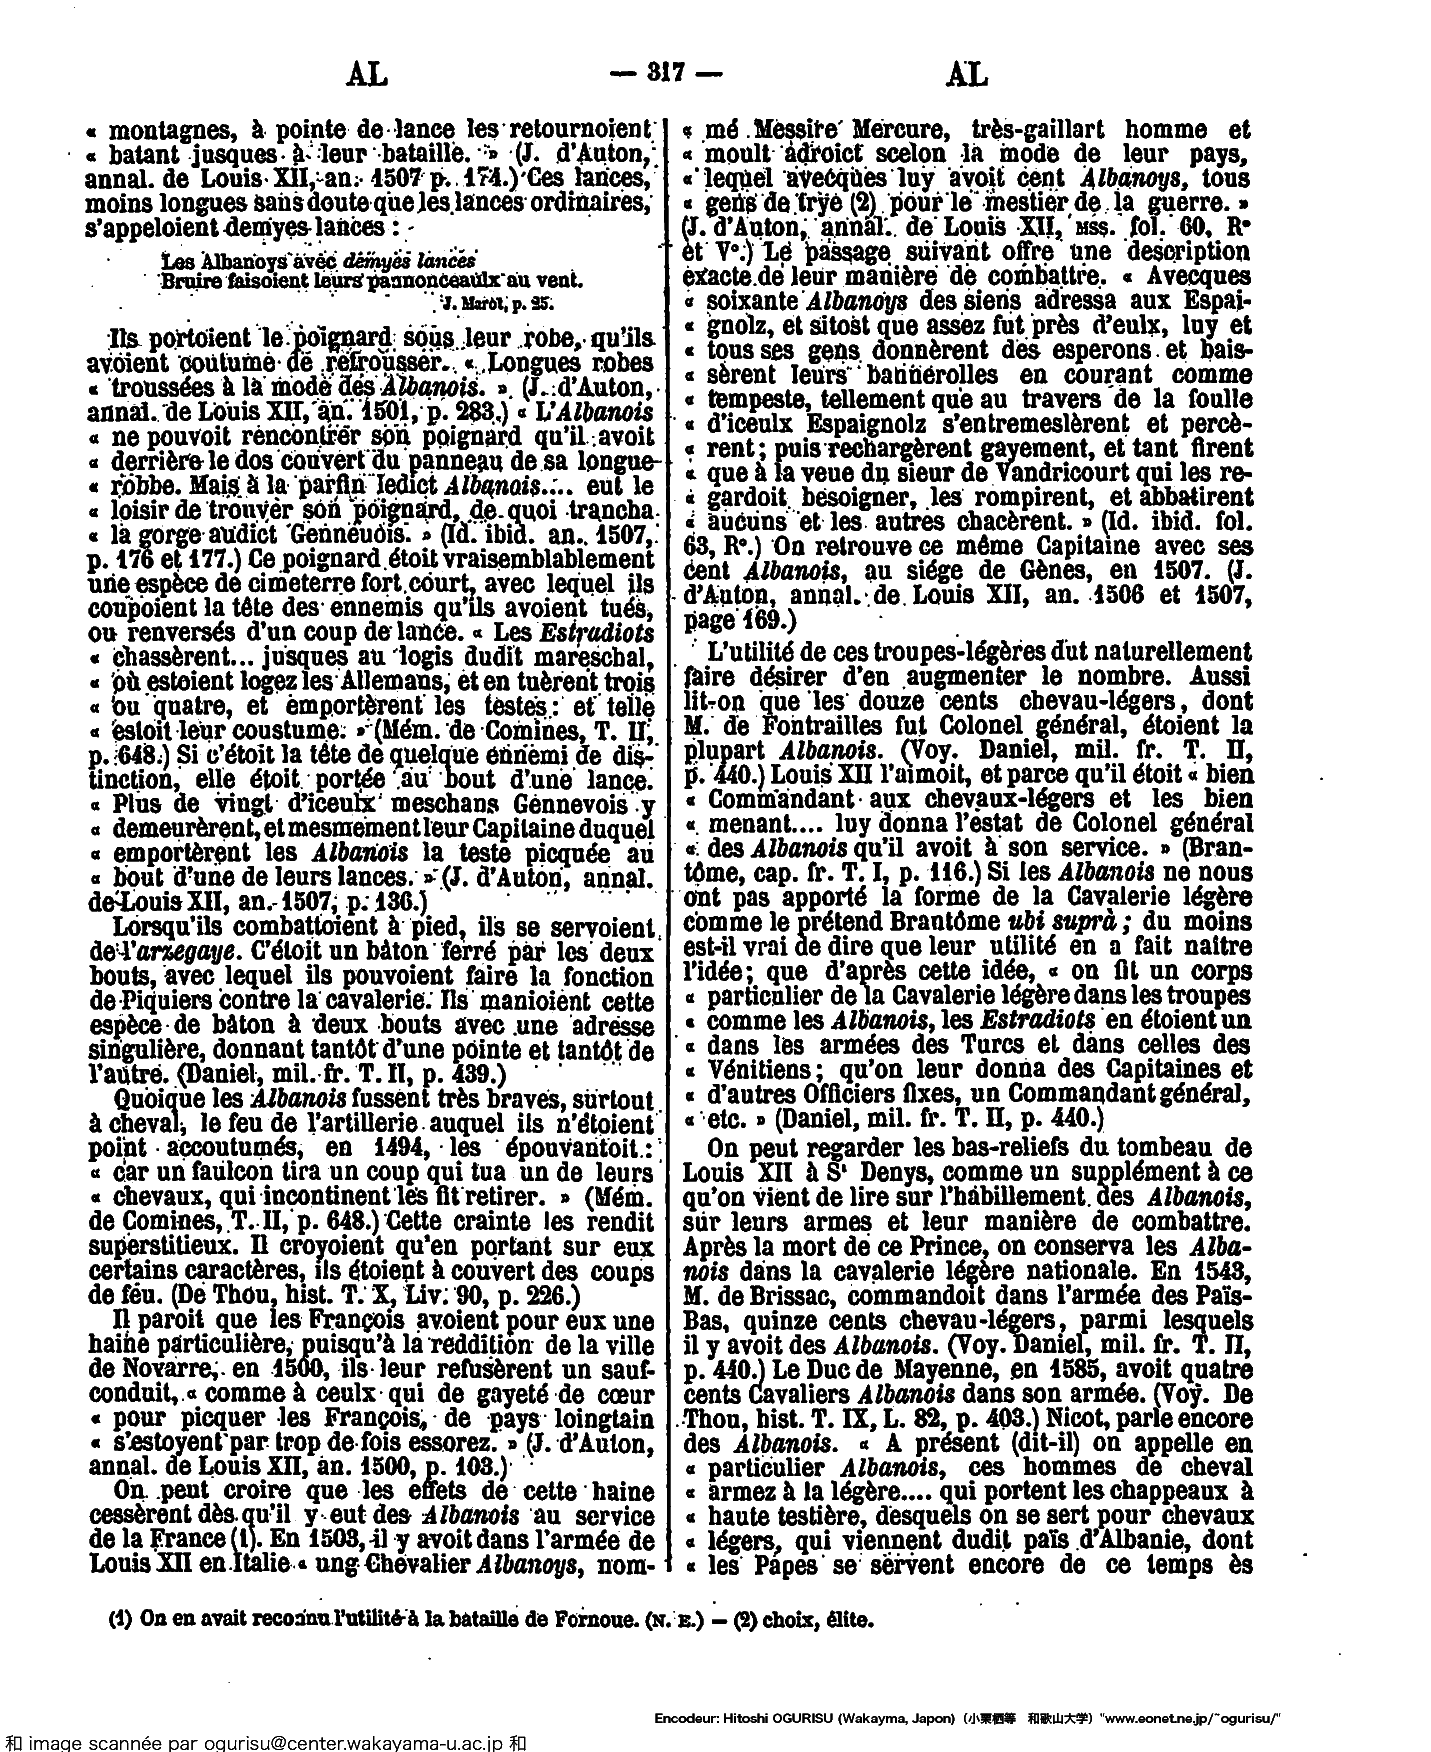 AL — 317 — AL
« montagnes, à pointe de lance les retournoient
« batant jusques à leur bataille. » (J. d'Auton,
annal. de Louis XII, an. 1507 p. 174.) Ces lances,
moins longues sans doute que les lances ordinaires,
s'appeloient demyes lances :
Les Albanoys avec demyes lances
Bruire faisoient leurs pannonceaulx au vent.
J. Marot, p. 25.
Ils portoient le poignard sous leur robe, qu'ils
avoient coutume de retrousser. « Longues robes
« troussées à la mode des Albanois. » (J. d'Auton,
annal. de Louis XII, an. 1501, p. 283.) « L'Albanois
« ne pouvoit rencontrer son poignard qu'il avoit
« derrière le dos couvert du panneau de sa longue
« robbe. Mais à la parfin ledict Albanois.... eut le
« loisir de trouver son poignard, de quoi trancha
« la gorge audict Genneuois. » (Id. ibid. an. 1507,
p. 176 et 177.) Ce poignard étoit vraisemblablement
une espèce de cimeterre fort court, avec lequel ils
coupoient la tête des ennemis qu'ils avoient tués,
ou renversés d'un coup de lance. « Les Estradiots
« chassèrent... jusques au logis dudit mareschal,
« où estoient logez les Allemans, et en tuèrent trois
« ou quatre, et emportèrent les testes : et telle
« estoit leur coustume. » (Mém. de Comines, T. II,
p. 648.) Si c'étoit la tête de quelque ennemi de dis-
tinction, elle étoit portée au bout d'une lance.
« Plus de vingt d'iceulx meschans Gennevois y
« demeurèrent, et mesmement leur Capitaine duquel
« emportèrent les Albanois la teste picquée au
« bout d'une de leurs lances. » (J. d'Auton, annal.
de Louis XII, an. 1507, p. 136.)
Lorsqu'ils combattoient à pied, ils se servoient
de l'arzegaye. C'étoit un bâton ferré par les deux
bouts, avec lequel ils pouvoient faire la fonction
de Piquiers contre la cavalerie. Ils manioient cette
espèce de bâton à deux bouts avec une adresse
singulière, donnant tantôt d'une pointe et tantôt de
l'autre. (Daniel, mil. fr. T. II, p. 439.)
Quoique les Albanois fussent très braves, surtout
à cheval, le feu de l'artillerie auquel ils n'étoient
point accoutumés, en 1494, les épouvantoit :
« car un faulcon tira un coup qui tua un de leurs
« chevaux, qui incontinent les fit retirer. » (Mém.
de Comines, T. II, p. 648.) Cette crainte les rendit
superstitieux. Il croyoient qu'en portant sur eux
certains caractères, ils étoient à couvert des coups
de feu. (De Thou, hist. T. X, Liv. 90, p. 226.)
Il paroit que les François avoient pour eux une
haine particulière, puisqu'à la reddition de la ville
de Novarre, en 1500, ils leur refusèrent un sauf-
conduit, « comme à ceulx qui de gayeté de cœur
« pour picquer les François, de pays loingtain
« s'estoyent par trop de fois essorez. » (J. d'Auton,
annal. de Louis XII, an. 1500, p. 103.)
On peut croire que les effets de cette haine
cessèrent dès qu'il y eut des Albanois au service
de la France (1). En 1503, il y avoit dans l'armée de
Louis XII en Italie « ung Chevalier Albanoys, nom-
« mé Messire Mercure, très-gaillart homme et
« moult adroict scelon la mode de leur pays,
« lequel avecques luy avoit cent Albanoys, tous
« gens de trye (2) pour le mestier de la guerre. »
(J. d'Auton, annal. de Louis XII, MSS. fol. 60, R°
et V°.) Le passage suivant offre une description
exacte de leur manière de combattre. « Avecques
« soixante Albanoys des siens adressa aux Espai-
« gnolz, et sitost que assez fut près d'eulx, luy et
« tous ses gens donnèrent des esperons et bais-
« sèrent leurs bannerolles en courant comme
« tempeste, tellement que au travers de la foulle
« d'iceulx Espaignolz s'entremeslèrent et percè-
« rent ; puis rechargèrent gayement, et tant firent
« que à la veue du sieur de Vandricourt qui les re-
« gardoit besoigner, les rompirent, et abbatirent
« aucuns et les autres chacèrent. » (Id. ibid. fol.
63, R°.) On retrouve ce même Capitaine avec ses
cent Albanois, au siége de Gènes, en 1507. (J.
d'Auton, annal. de Louis XII, an. 1506 et 1507,
page 169.)
L'utilité de ces troupes-légères dut naturellement
faire désirer d'en augmenter le nombre. Aussi
lit-on que les douze cents chevau-légers, dont
M. de Fontrailles fut Colonel général, étoient la
plupart Albanois. (Voy. Daniel, mil. fr. T. II,
p. 440.) Louis XII l'aimoit, et parce qu'il étoit « bien
« Commandant aux chevaux-légers et les bien
« menant.... luy donna l'estat de Colonel général
« des Albanois qu'il avoit à son service. » (Bran-
tôme, cap. fr. T. I, p. 116.) Si les Albanois ne nous
ont pas apporté la forme de la Cavalerie légère
comme le prétend Brantôme ubi suprà ; du moins
est-il vrai de dire que leur utilité en a fait naitre
l'idée ; que d'après cette idée, « on fit un corps
« particulier de la Cavalerie légère dans les troupes
« comme les Albanois, les Estradiots en étoient un
« dans les armées des Turcs et dans celles des
« Vénitiens ; qu'on leur donna des Capitaines et
« d'autres Officiers fixes, un Commandant général,
« etc. » (Daniel, mil. fr. T. II, p. 440.)
On peut regarder les bas-reliefs du tombeau de
Louis XII à St Denys, comme un supplément à ce
qu'on vient de lire sur l'habillement des Albanois,
sur leurs armes et leur manière de combattre.
Après la mort de ce Prince, on conserva les Alba-
nois dans la cavalerie légère nationale. En 1543,
M. de Brissac, commandoit dans l'armée des Païs-
Bas, quinze cents chevau-légers, parmi lesquels
il y avoit des Albanois. (Voy. Daniel, mil. fr. T. II,
p. 440.) Le Duc de Mayenne, en 1585, avoit quatre
cents Cavaliers Albanois dans son armée. (Voy. De
Thou, hist. T. IX, L. 82, p. 403.) Nicot, parle encore
des Albanois. « A présent (dit-il) on appelle en
« particulier Albanois, ces hommes de cheval
« armez à la légère.... qui portent les chappeaux à
« haute testière, desquels on se sert pour chevaux
« légers, qui viennent dudit païs d'Albanie, dont
« les Papes se servent encore de ce temps ès
(1) On en avait reconnu l'utilité à la bataille de Fornoue. (N. E.) — (2) choix, élite.
Encodeur: Hitoshi OGURISU (Wakayma, Japon) (小栗栖等 和歌山大学) "www.eonet.ne.jp/~ogurisu/"
和 image scannée par ogurisu@center.wakayama-u.ac.jp 和